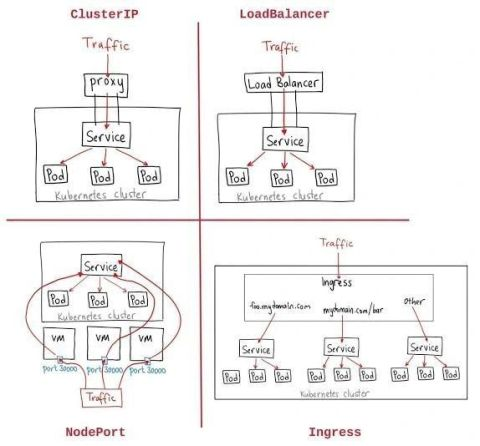 ClusterIP
Traffic
proxy
Service
Pod Pod Pod
Kubernetes cluster
LoadBalancer
Traffic
Load Balancer
Service
Pod Pod Pod
Kubernetes cluster
Service
Pod Pod Pod
Kubernetes cluster
VM VM VM
port 30000 port 30000 port 30000
Traffic
NodePort
Traffic
Ingress
foo.mydomain.com mydomain.com/bar Other
Service Service Service
Pod Pod Pod Pod Pod Pod Pod Pod Pod
Kubernetes cluster
Ingress